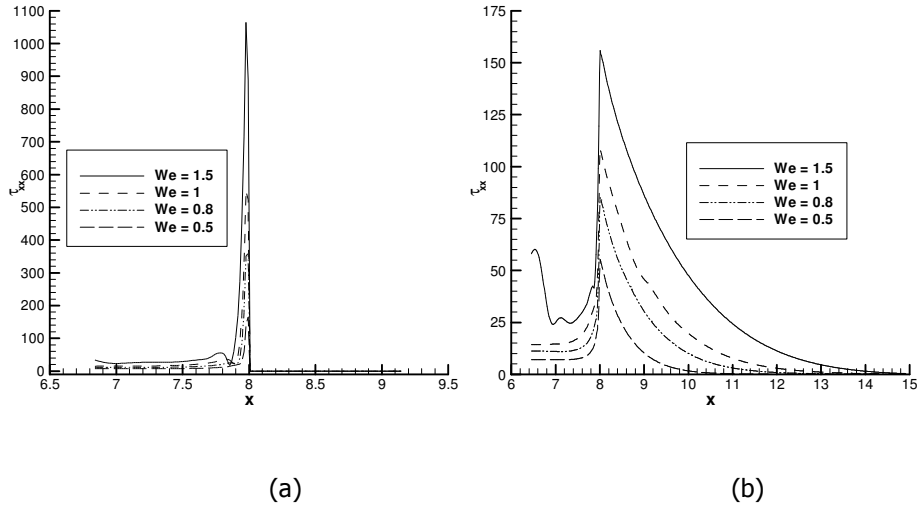 1100
1000
900
800
700
600
500
400
300
200
100
0
τxx
We = 1.5
We = 1
We = 0.8
We = 0.5
6.5 7 7.5 8 8.5 9 9.5
x
(a)
175
150
125
100
75
50
25
0
τxx
We = 1.5
We = 1
We = 0.8
We = 0.5
6 7 8 9 10 11 12 13 14 15
x
(b)